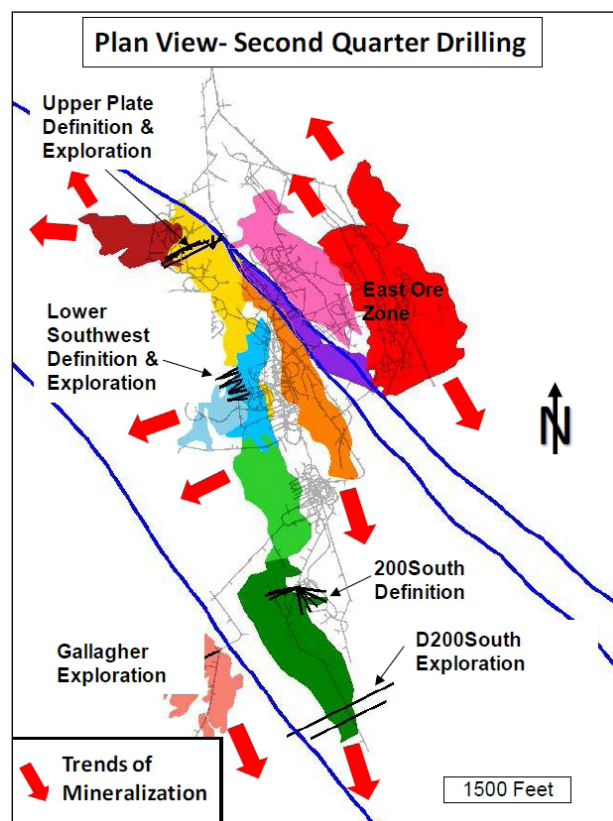 Plan View- Second Quarter Drilling
Upper Plate
Definition &
Exploration
East Ore
Zone
Lower
Southwest
Definition &
Exploration
N
200South
Definition
Gallagher
Exploration
D200South
Exploration
Trends of
Mineralization
1500 Feet